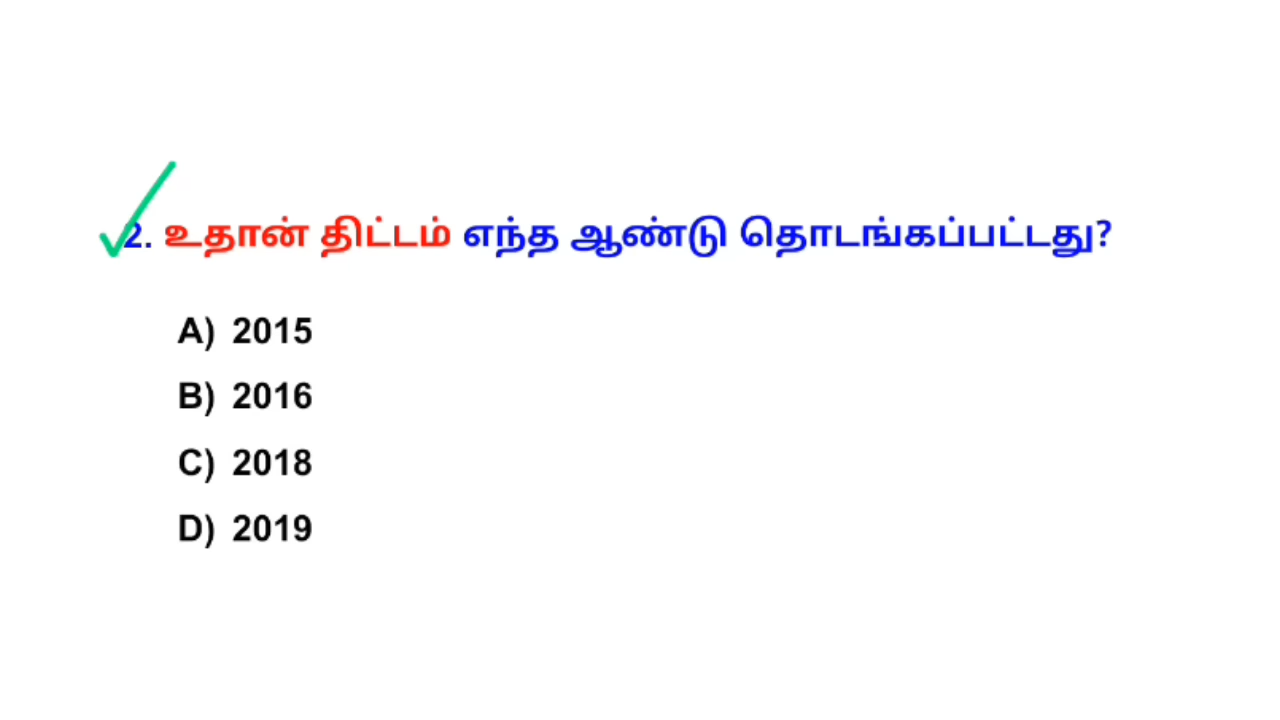 2. உதான் திட்டம் எந்த ஆண்டு தொடங்கப்பட்டது?
A) 2015
B) 2016
C) 2018
D) 2019